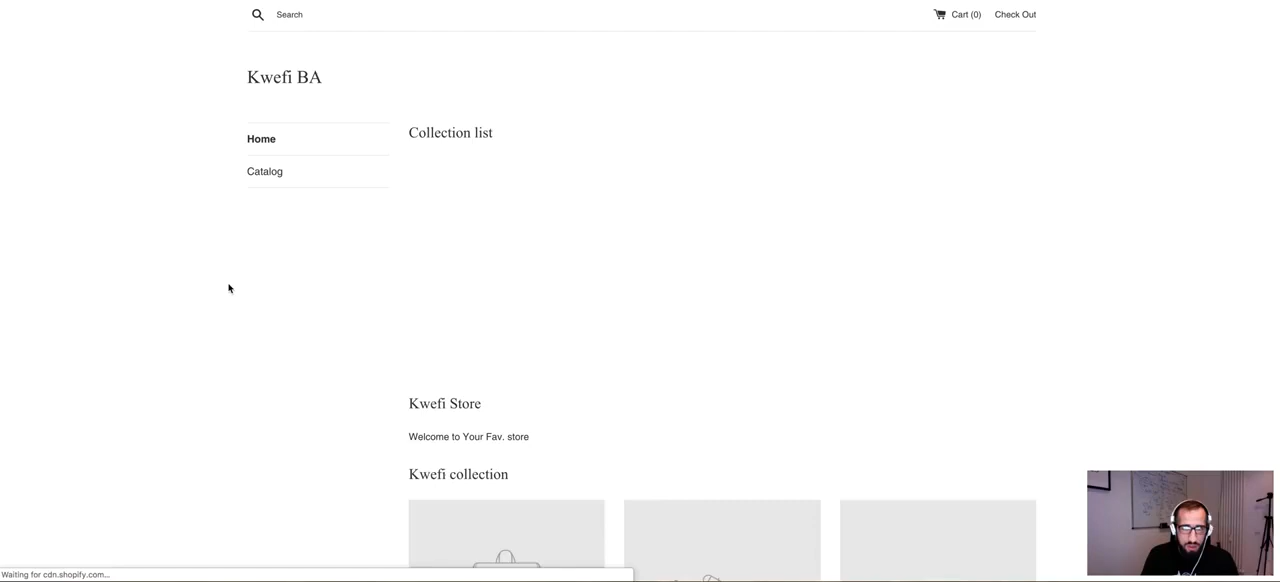 Search
Cart (0)
Check Out
Kwefi BA
Home
Catalog
Collection list
Kwefi Store
Welcome to Your Fav. store
Kwefi collection
Waiting for cdn.shopify.com...